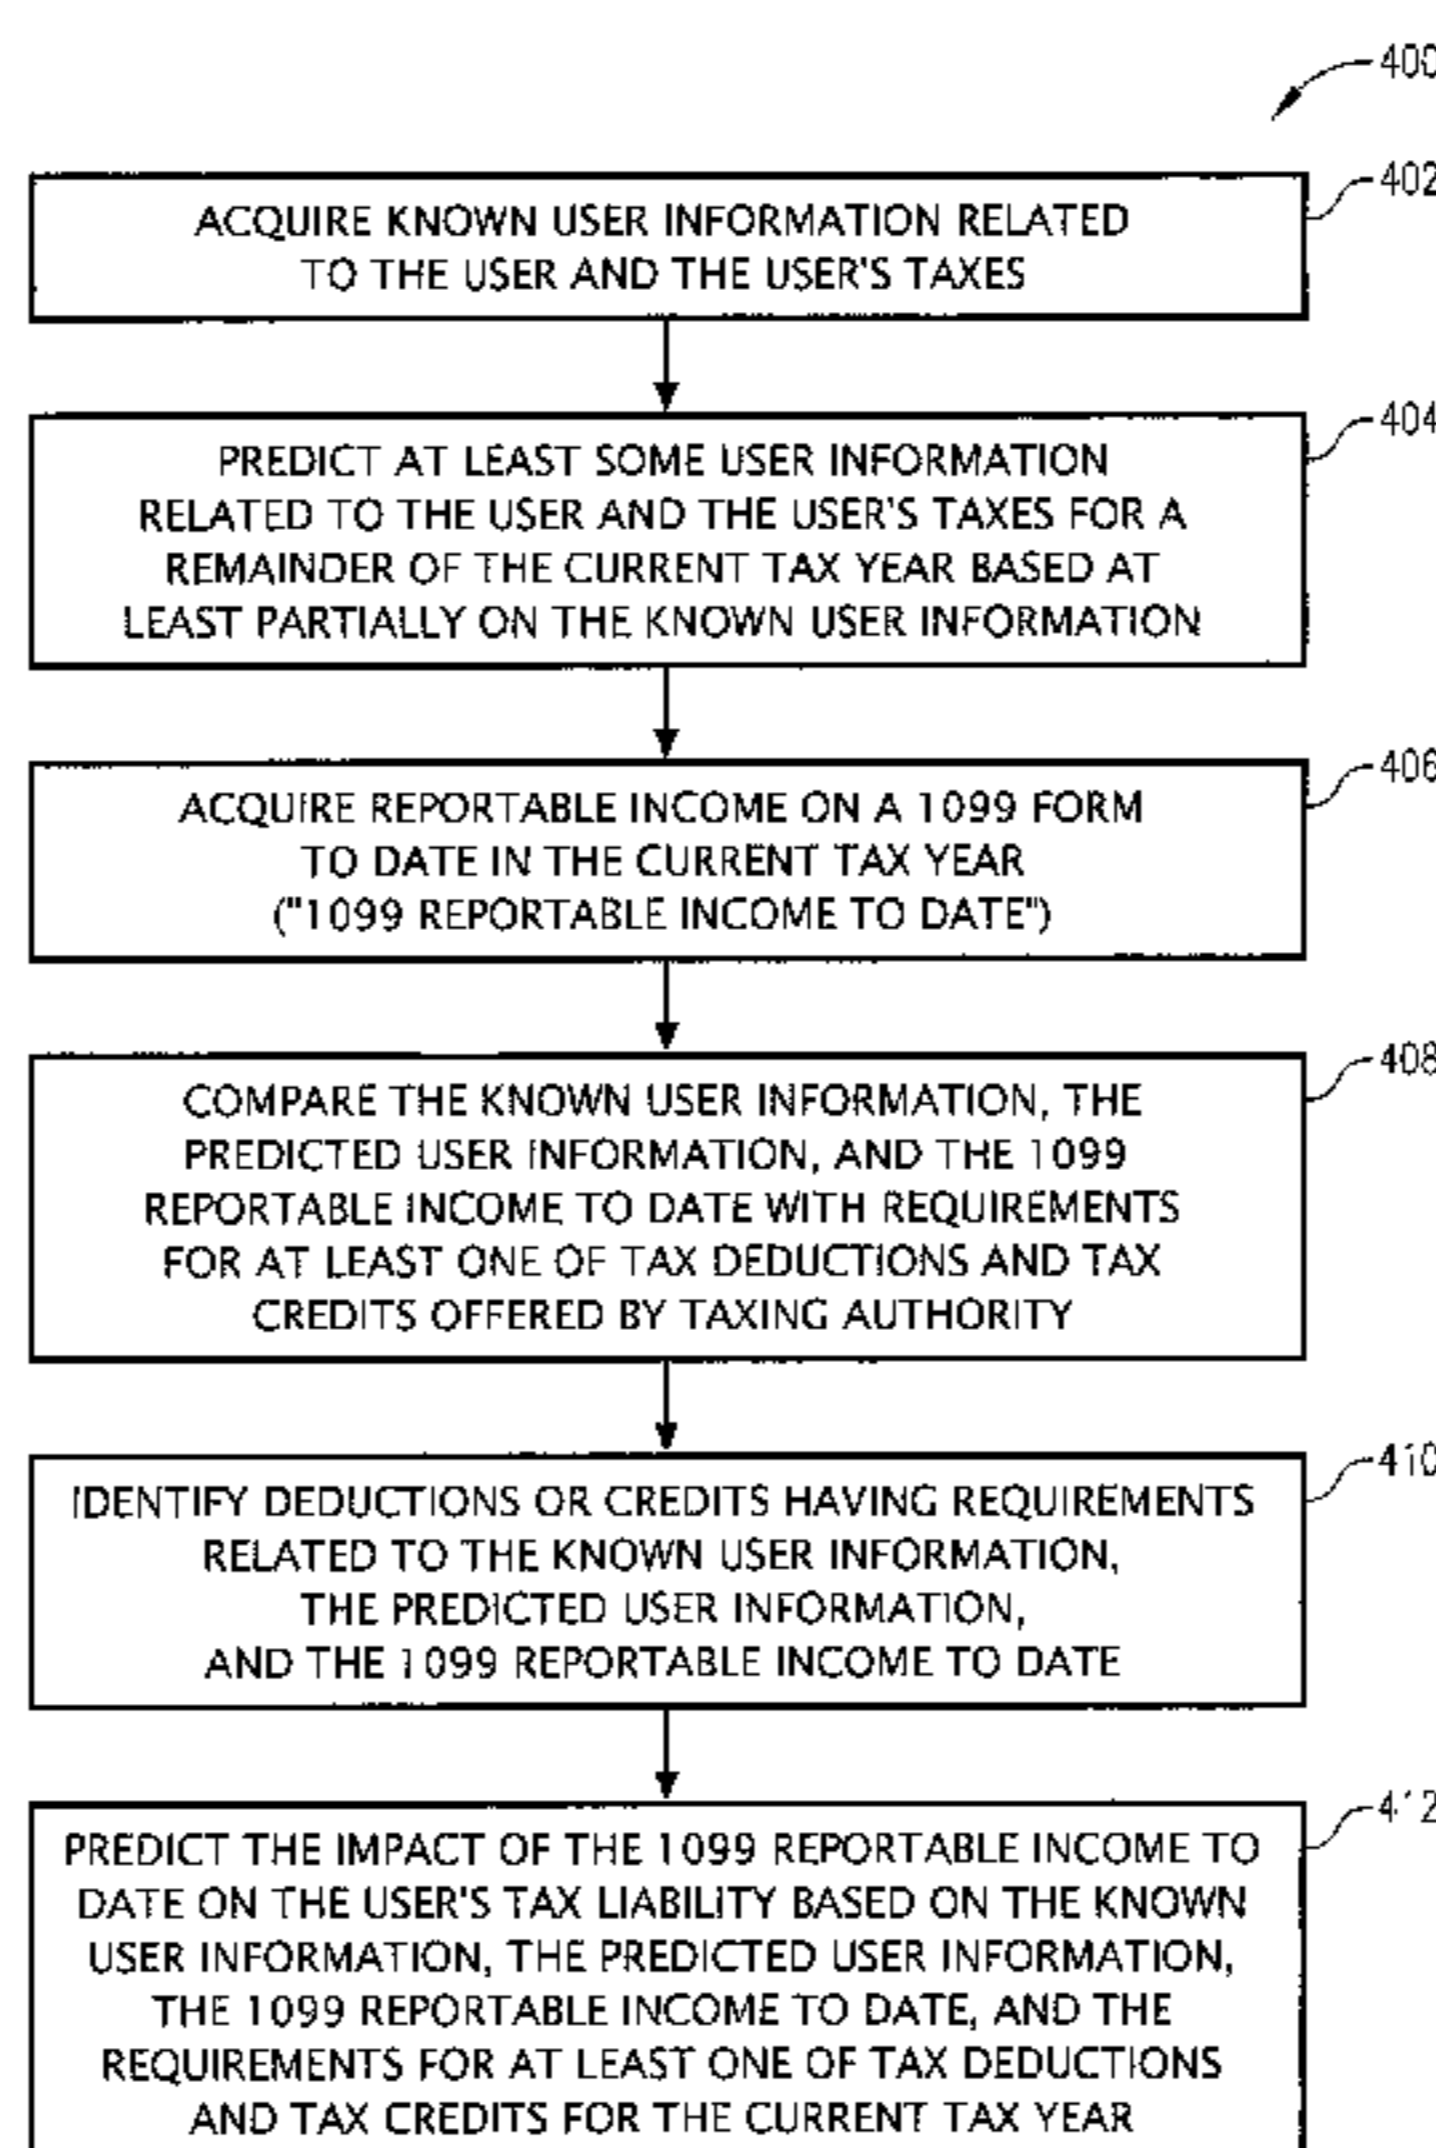 400
402
ACQUIRE KNOWN USER INFORMATION RELATED
TO THE USER AND THE USER'S TAXES
404
PREDICT AT LEAST SOME USER INFORMATION
RELATED TO THE USER AND THE USER'S TAXES FOR A
REMAINDER OF THE CURRENT TAX YEAR BASED AT
LEAST PARTIALLY ON THE KNOWN USER INFORMATION
406
ACQUIRE REPORTABLE INCOME ON A 1099 FORM
TO DATE IN THE CURRENT TAX YEAR
("1099 REPORTABLE INCOME TO DATE")
408
COMPARE THE KNOWN USER INFORMATION, THE
PREDICTED USER INFORMATION, AND THE 1099
REPORTABLE INCOME TO DATE WITH REQUIREMENTS
FOR AT LEAST ONE OF TAX DEDUCTIONS AND TAX
CREDITS OFFERED BY TAXING AUTHORITY
410
IDENTIFY DEDUCTIONS OR CREDITS HAVING REQUIREMENTS
RELATED TO THE KNOWN USER INFORMATION,
THE PREDICTED USER INFORMATION,
AND THE 1099 REPORTABLE INCOME TO DATE
412
PREDICT THE IMPACT OF THE 1099 REPORTABLE INCOME TO
DATE ON THE USER'S TAX LIABILITY BASED ON THE KNOWN
USER INFORMATION, THE PREDICTED USER INFORMATION,
THE 1099 REPORTABLE INCOME TO DATE, AND THE
REQUIREMENTS FOR AT LEAST ONE OF TAX DEDUCTIONS
AND TAX CREDITS FOR THE CURRENT TAX YEAR